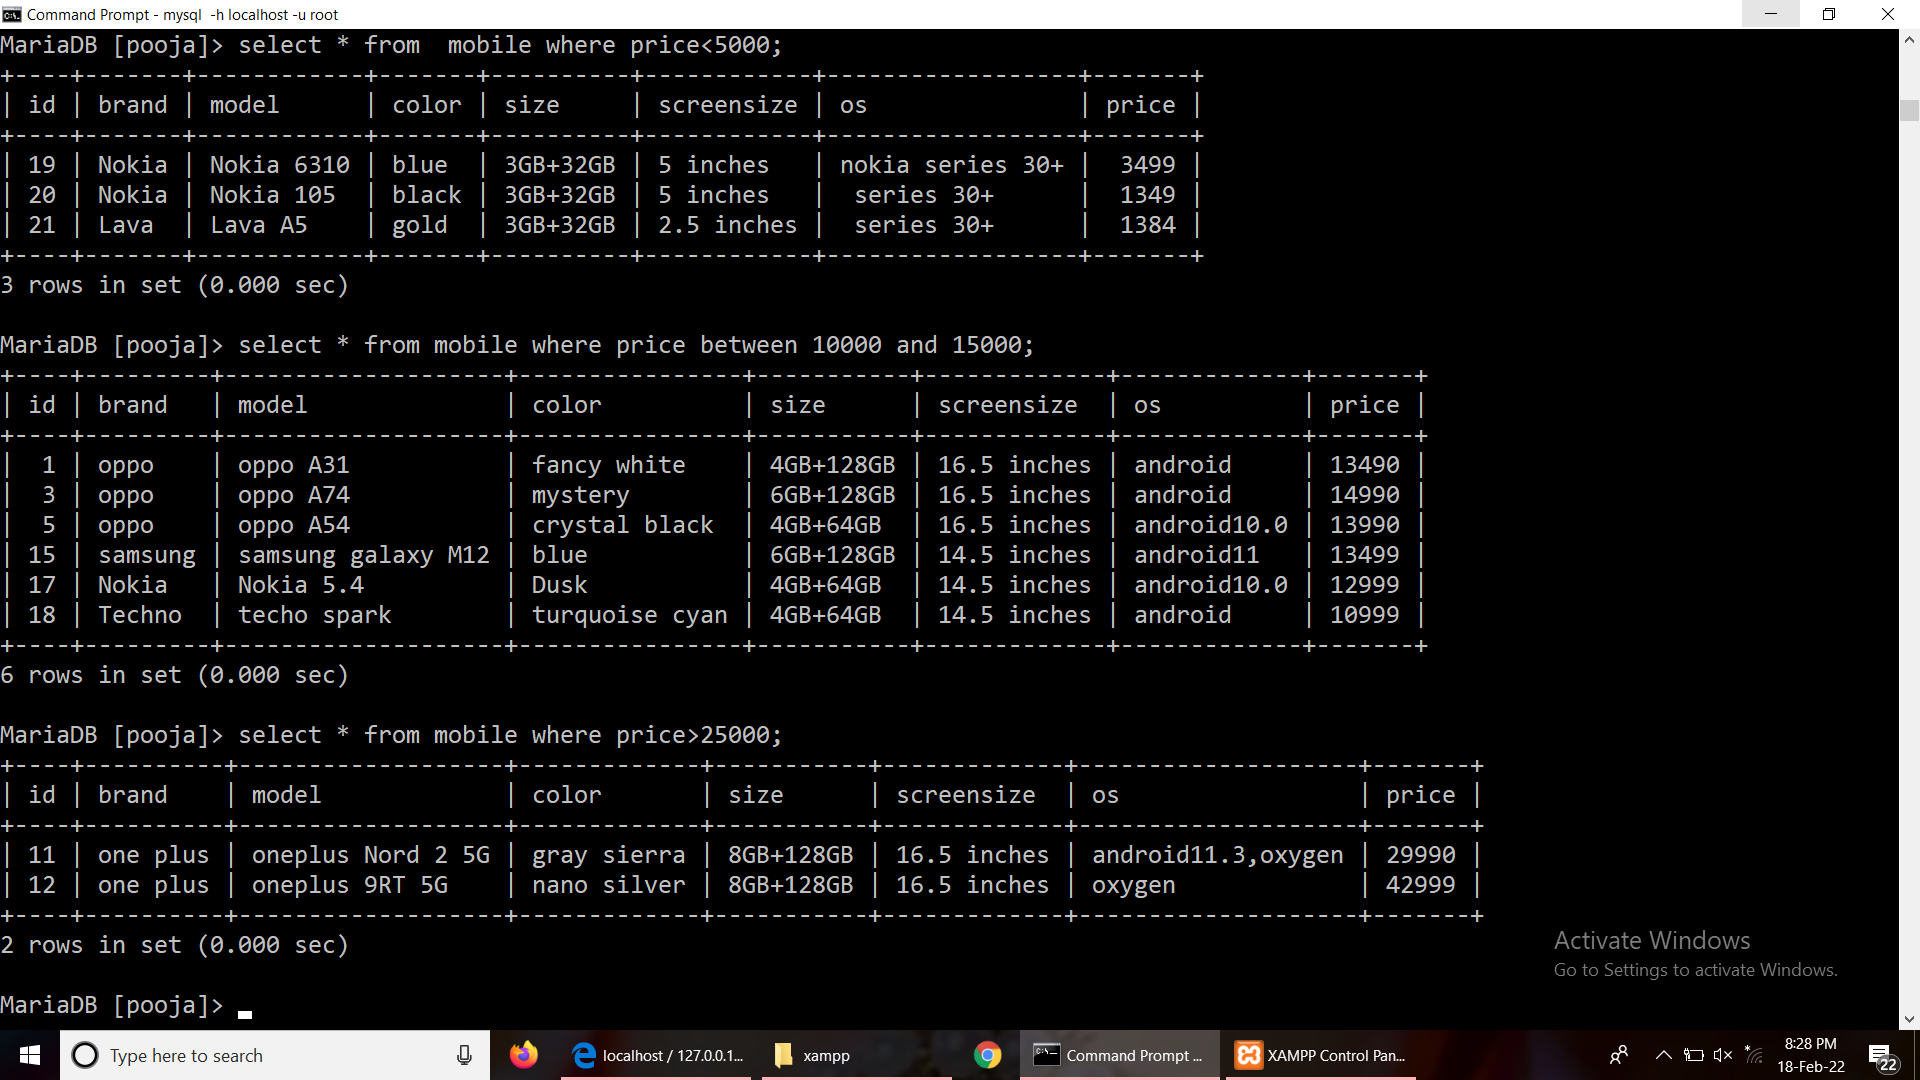 Command Prompt - mysql  -h localhost -u root
MariaDB [pooja]> select * from  mobile where price<5000;
+----+-------+------------+-------+----------+------------+------------------+-------+
| id | brand | model      | color | size     | screensize | os               | price |
+----+-------+------------+-------+----------+------------+------------------+-------+
| 19 | Nokia | Nokia 6310 | blue  | 3GB+32GB | 5 inches   | nokia series 30+ |  3499 |
| 20 | Nokia | Nokia 105  | black | 3GB+32GB | 5 inches   |  series 30+      |  1349 |
| 21 | Lava  | Lava A5    | gold  | 3GB+32GB | 2.5 inches |  series 30+      |  1384 |
+----+-------+------------+-------+----------+------------+------------------+-------+
3 rows in set (0.000 sec)
MariaDB [pooja]> select * from mobile where price between 10000 and 15000;
+----+---------+--------------------+----------------+-----------+-------------+-------------+-------+
| id | brand   | model              | color          | size      | screensize  | os          | price |
+----+---------+--------------------+----------------+-----------+-------------+-------------+-------+
|  1 | oppo    | oppo A31           | fancy white    | 4GB+128GB | 16.5 inches | android     | 13490 |
|  3 | oppo    | oppo A74           | mystery        | 6GB+128GB | 16.5 inches | android     | 14990 |
|  5 | oppo    | oppo A54           | crystal black  | 4GB+64GB  | 16.5 inches | android10.0 | 13990 |
| 15 | samsung | samsung galaxy M12 | blue           | 6GB+128GB | 14.5 inches | android11   | 13499 |
| 17 | Nokia   | Nokia 5.4          | Dusk           | 4GB+64GB  | 14.5 inches | android10.0 | 12999 |
| 18 | Techno  | techo spark        | turquoise cyan | 4GB+64GB  | 14.5 inches | android     | 10999 |
+----+---------+--------------------+----------------+-----------+-------------+-------------+-------+
6 rows in set (0.000 sec)
MariaDB [pooja]> select * from mobile where price>25000;
+----+----------+-------------------+-------------+-----------+-------------+--------------------+-------+
| id | brand    | model             | color       | size      | screensize  | os                 | price |
+----+----------+-------------------+-------------+-----------+-------------+--------------------+-------+
| 11 | one plus | oneplus Nord 2 5G | gray sierra | 8GB+128GB | 16.5 inches | android11.3,oxygen | 29990 |
| 12 | one plus | oneplus 9RT 5G    | nano silver | 8GB+128GB | 16.5 inches | oxygen             | 42999 |
+----+----------+-------------------+-------------+-----------+-------------+--------------------+-------+
2 rows in set (0.000 sec)
Activate Windows
Go to Settings to activate Windows.
MariaDB [pooja]>
Type here to search
localhost / 127.0.0.1...
xampp
Command Prompt ...
XAMPP Control Pan...
8:28 PM
18-Feb-22
22